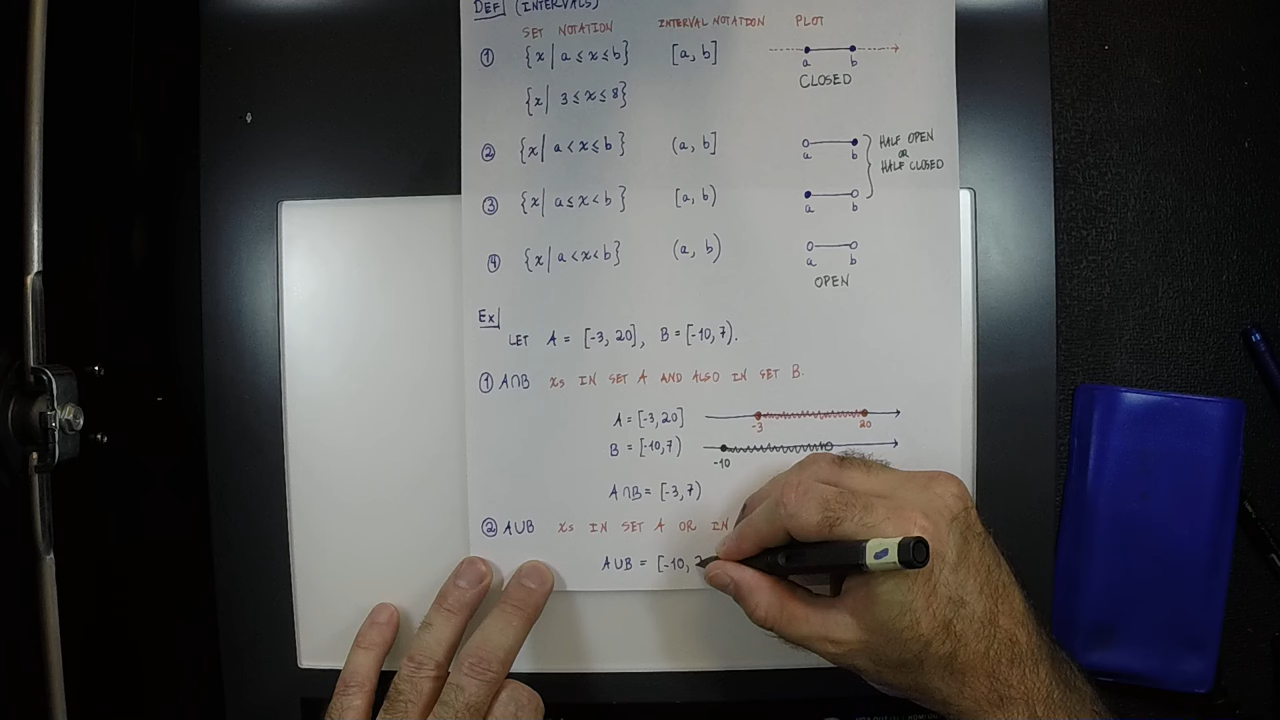 DEF (INTERVALS)
SET NOTATION INTERVAL NOTATION PLOT
① {x | a ≤ x ≤ b} [a, b] a b
CLOSED
{x | 3 ≤ x ≤ 8}
② {x | a < x ≤ b} (a, b] a b
HALF OPEN
OR
HALF CLOSED
③ {x | a ≤ x < b} [a, b) a b
④ {x | a < x < b} (a, b) a b
OPEN
Ex
LET A = [-3, 20], B = [-10, 7).
① A∩B xs IN SET A AND ALSO IN SET B.
A = [-3, 20] -3 20
B = [-10, 7) -10
A∩B = [-3, 7)
② A∪B xs IN SET A OR IN
A∪B = [-10,